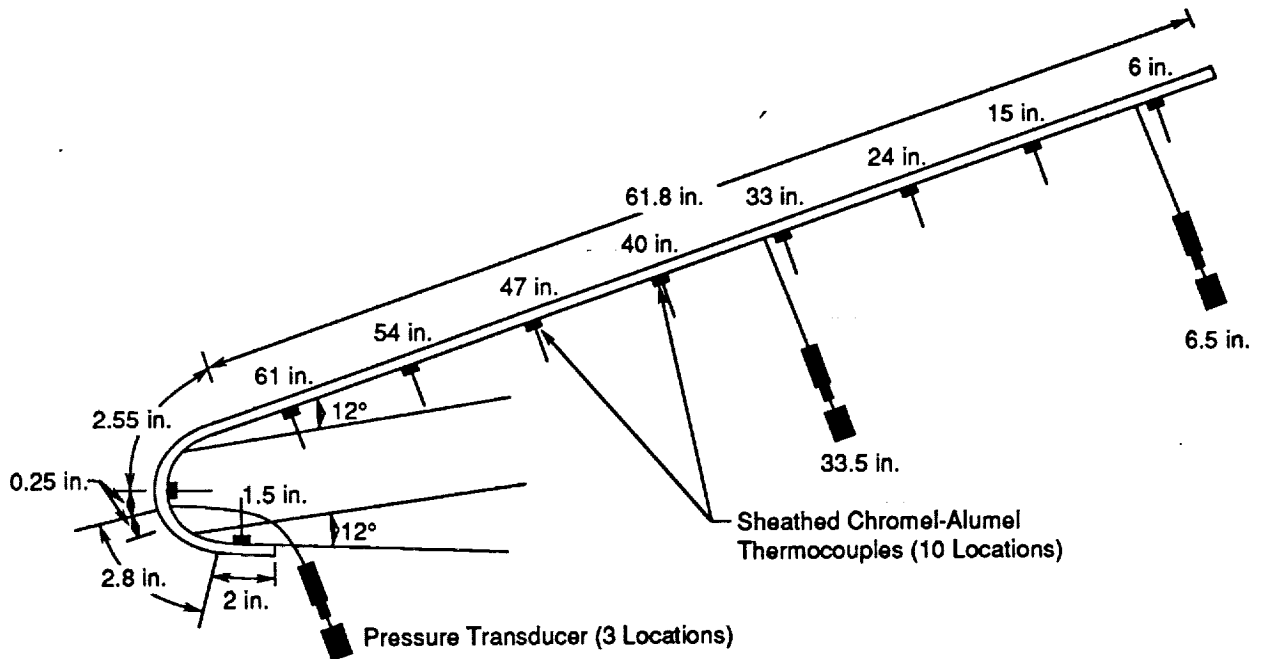 6 in.
15 in.
24 in.
61.8 in.
33 in.
40 in.
47 in.
54 in.
6.5 in.
61 in.
12°
2.55 in.
33.5 in.
0.25 in.
1.5 in.
12°
Sheathed Chromel-Alumel
Thermocouples (10 Locations)
2.8 in.
2 in.
Pressure Transducer (3 Locations)